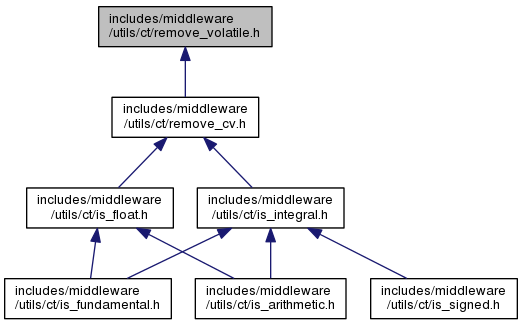 includes/middleware
/utils/ct/remove_volatile.h
includes/middleware
/utils/ct/remove_cv.h
includes/middleware
/utils/ct/is_float.h
includes/middleware
/utils/ct/is_integral.h
includes/middleware
/utils/ct/is_fundamental.h
includes/middleware
/utils/ct/is_arithmetic.h
includes/middleware
/utils/ct/is_signed.h